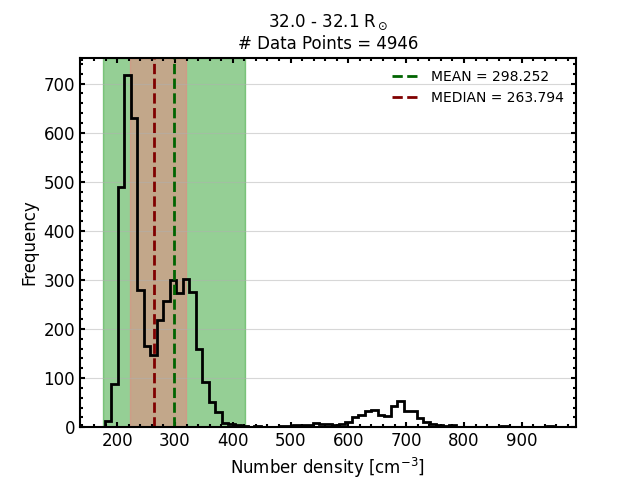 32.0 - 32.1 R⊙
# Data Points = 4946
MEAN = 298.252
MEDIAN = 263.794
Frequency
700
600
500
400
300
200
100
0
200 300 400 500 600 700 800 900
Number density [cm⁻³]